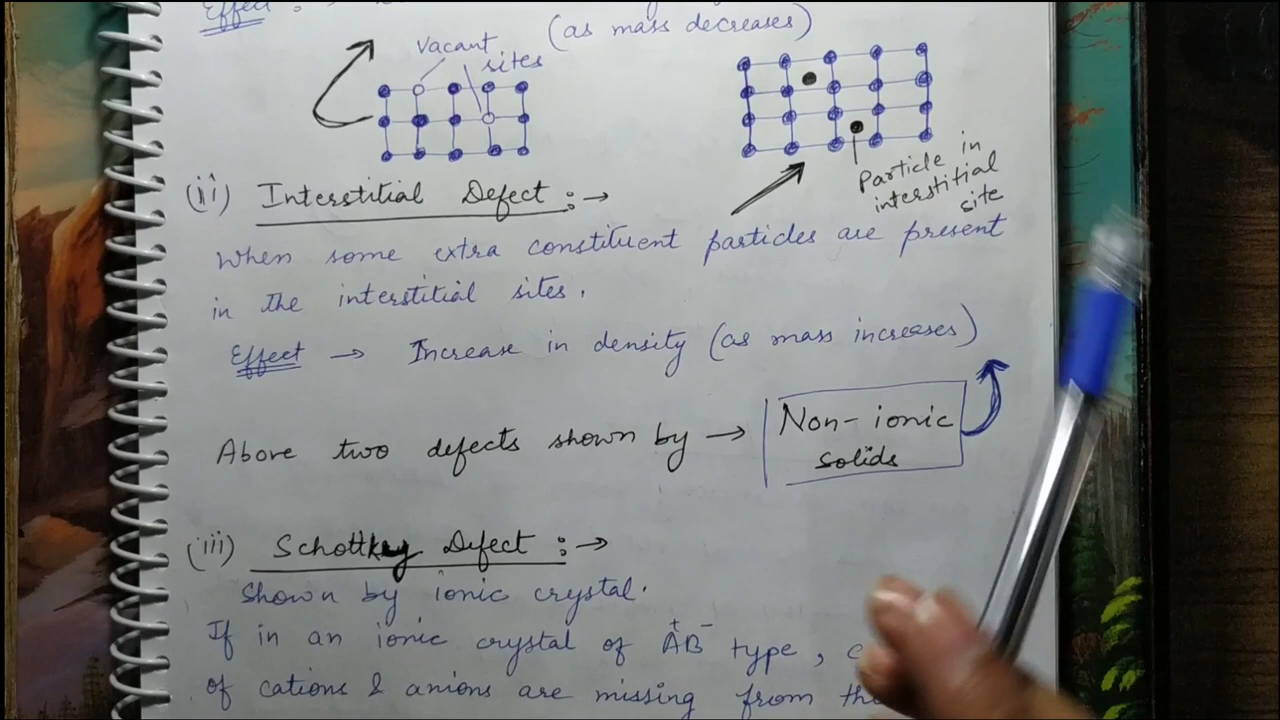 Effect :
(as mass decreases)
vacant
sites
Particle in
interstitial
site
(ii) Interstitial Defect :→
When some extra constituent particles are present
in the interstitial sites.
Effect → Increase in density (as mass increases)
Above two defects shown by → Non-ionic
solids
(iii) Schottky Defect :→
Shown by ionic crystal.
If in an ionic crystal of A⁺B⁻ type,
of cations & anions are missing from